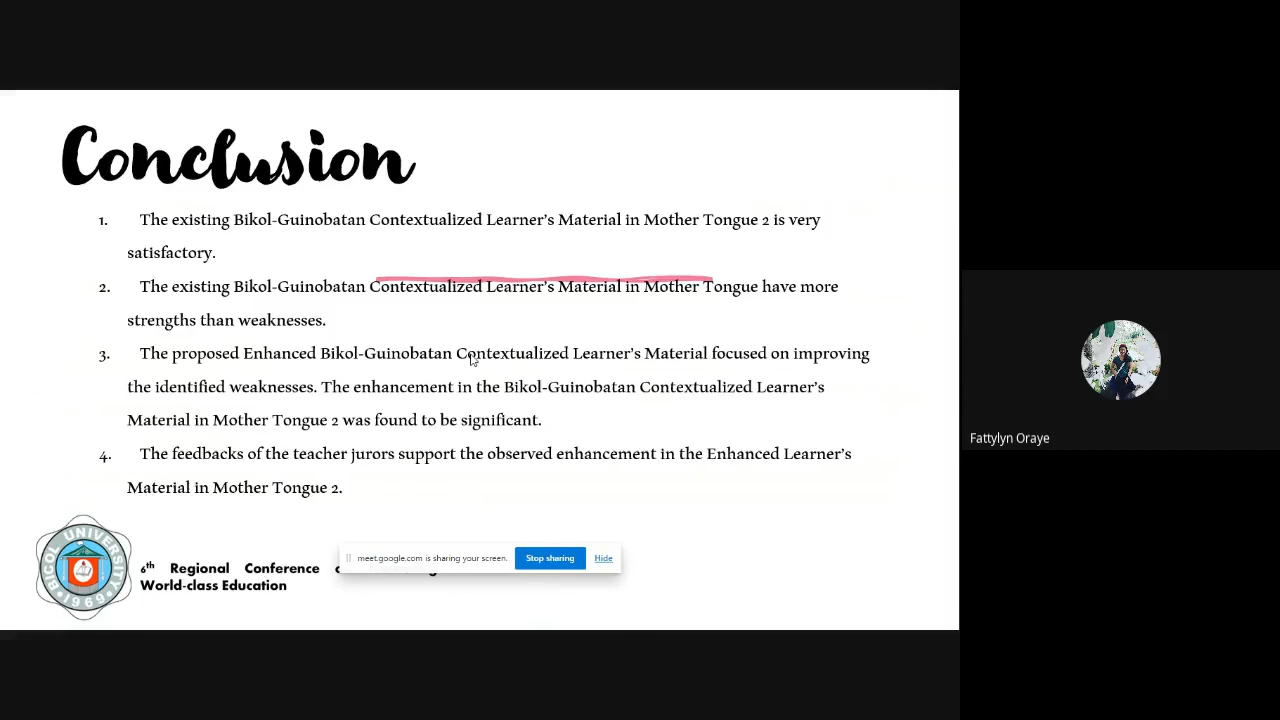 Conclusion
1. The existing Bikol-Guinobatan Contextualized Learner's Material in Mother Tongue 2 is very
satisfactory.
2. The existing Bikol-Guinobatan Contextualized Learner's Material in Mother Tongue have more
strengths than weaknesses.
3. The proposed Enhanced Bikol-Guinobatan Contextualized Learner's Material focused on improving
the identified weaknesses. The enhancement in the Bikol-Guinobatan Contextualized Learner's
Material in Mother Tongue 2 was found to be significant.
4. The feedbacks of the teacher jurors support the observed enhancement in the Enhanced Learner's
Material in Mother Tongue 2.
BICOL UNIVERSITY
1969
6th Regional Conference
World-class Education
meet.google.com is sharing your screen. Stop sharing Hide
Fattylyn Oraye